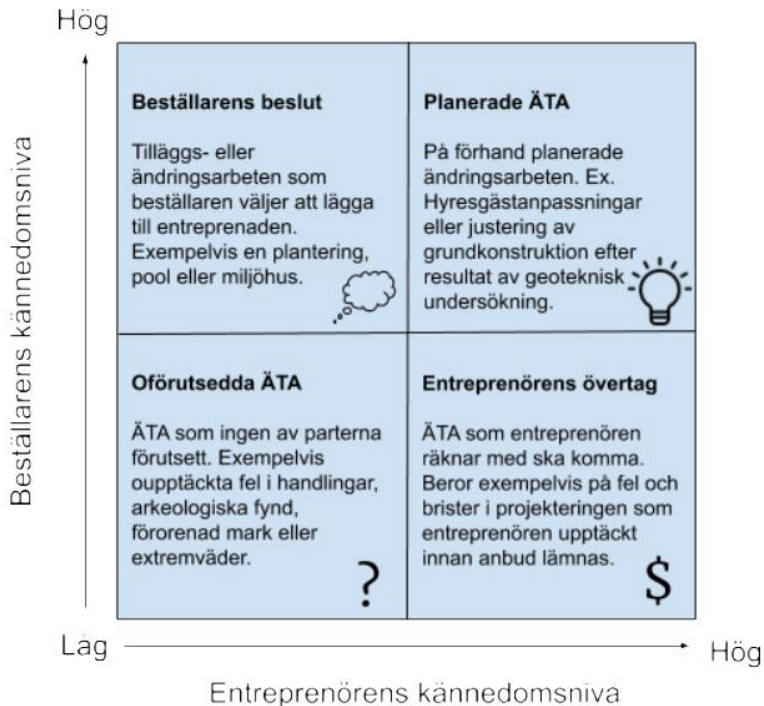 Hög
Beställarens kännedomsniva
Beställarens beslut
Tilläggs- eller
ändringsarbeten som
beställaren väljer att lägga
till entreprenaden.
Exempelvis en plantering,
pool eller miljöhus.
Planerade ÄTA
På förhand planerade
ändringsarbeten. Ex.
Hyresgästanpassningar
eller justering av
grundkonstruktion efter
resultat av geoteknisk
undersökning.
Oförutsedda ÄTA
ÄTA som ingen av parterna
förutsett. Exempelvis
oupptäckta fel i handlingar,
arkeologiska fynd,
förorenad mark eller
extremväder.
?
Entreprenörens övertag
ÄTA som entreprenören
räknar med ska komma.
Beror exempelvis på fel och
brister i projekteringen som
entreprenören upptäckt
innan anbud lämnas.
$
Låg
Hög
Entreprenörens kännedomsniva